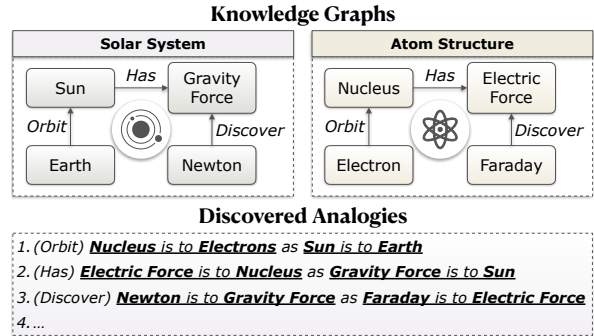 Knowledge Graphs
Solar System
Sun
Has
Gravity
Force
Orbit
Discover
Earth
Newton
Atom Structure
Nucleus
Has
Electric
Force
Orbit
Discover
Electron
Faraday
Discovered Analogies
1. (Orbit) Nucleus is to Electrons as Sun is to Earth
2. (Has) Electric Force is to Nucleus as Gravity Force is to Sun
3. (Discover) Newton is to Gravity Force as Faraday is to Electric Force
4....